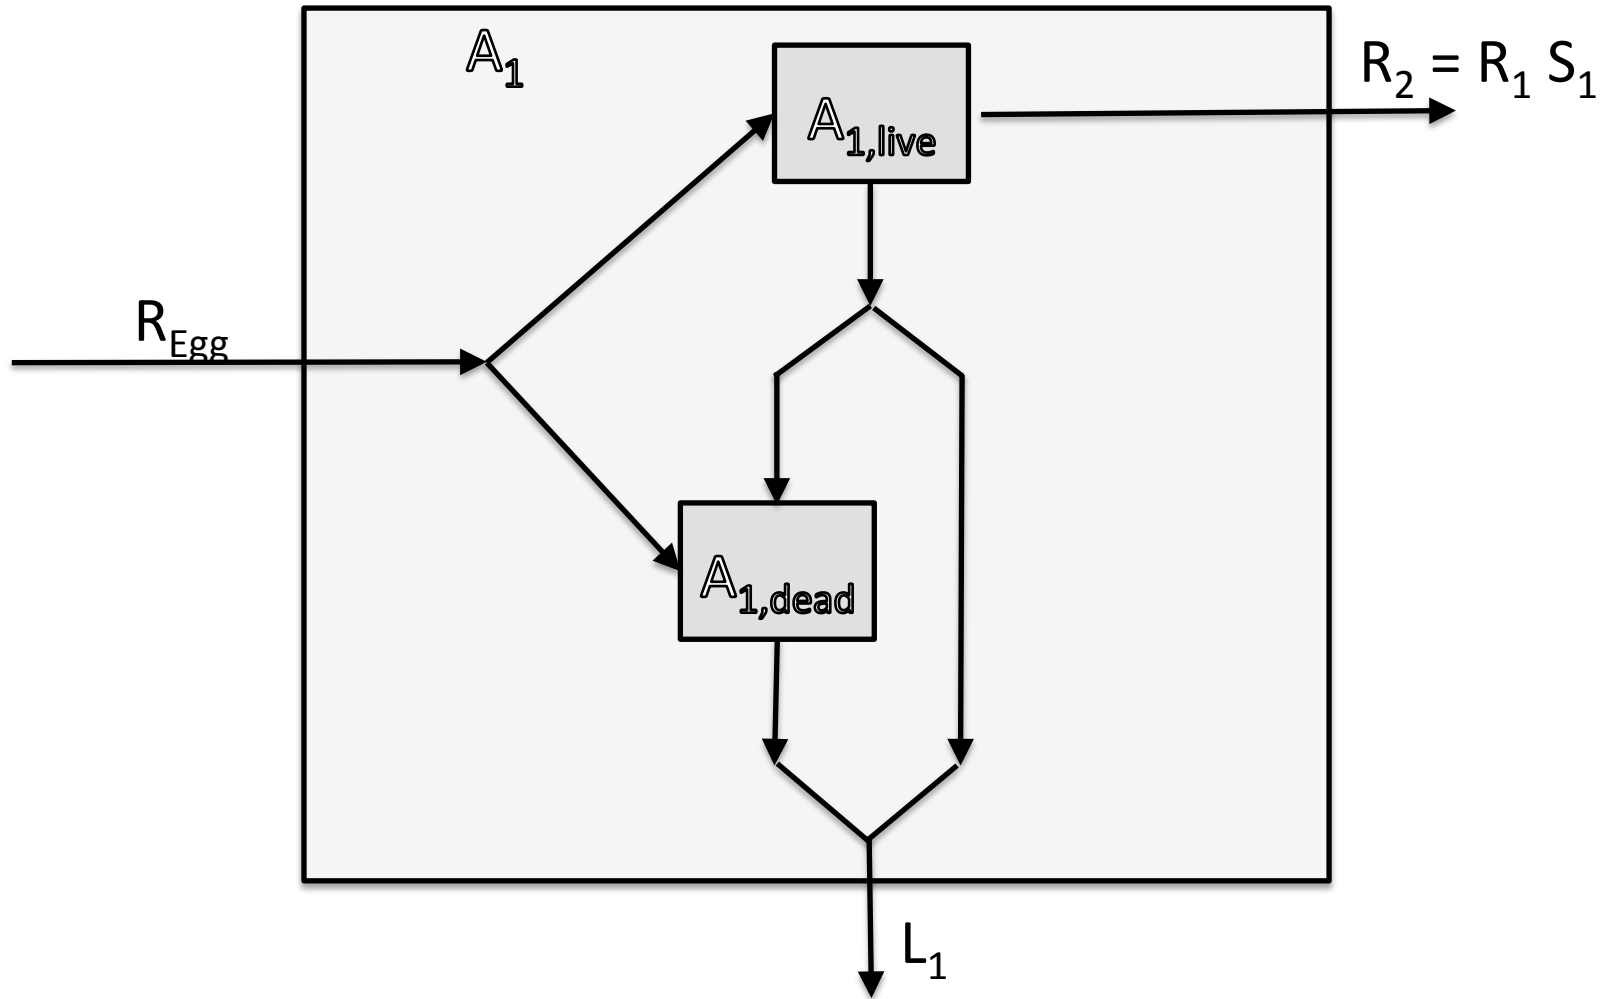 A1
R2 = R1 S1
A1,live
REgg
A1,dead
L1